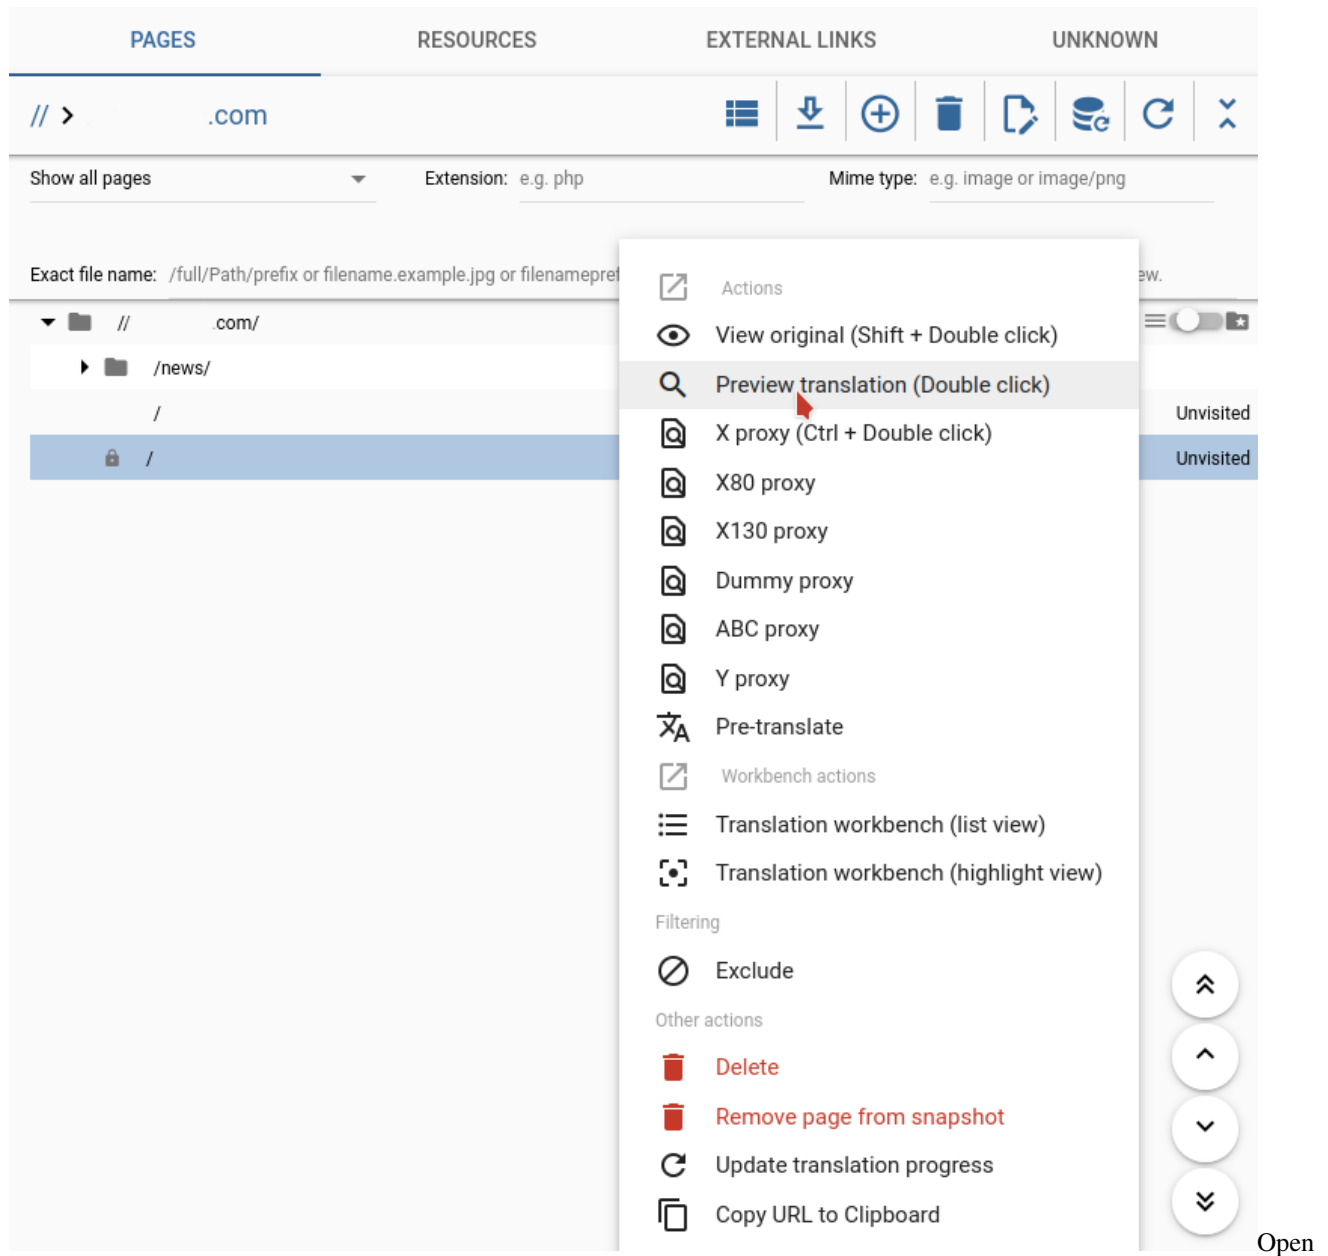 PAGES RESOURCES EXTERNAL LINKS UNKNOWN
// > .com
Show all pages Extension: e.g. php Mime type: e.g. image or image/png
Exact file name: /full/Path/prefix or filename.example.jpg or filenamepref ew.
// .com/
/news/
/ Unvisited
/ Unvisited
Actions
View original (Shift + Double click)
Preview translation (Double click)
X proxy (Ctrl + Double click)
X80 proxy
X130 proxy
Dummy proxy
ABC proxy
Y proxy
Pre-translate
Workbench actions
Translation workbench (list view)
Translation workbench (highlight view)
Filtering
Exclude
Other actions
Delete
Remove page from snapshot
Update translation progress
Copy URL to Clipboard
Open